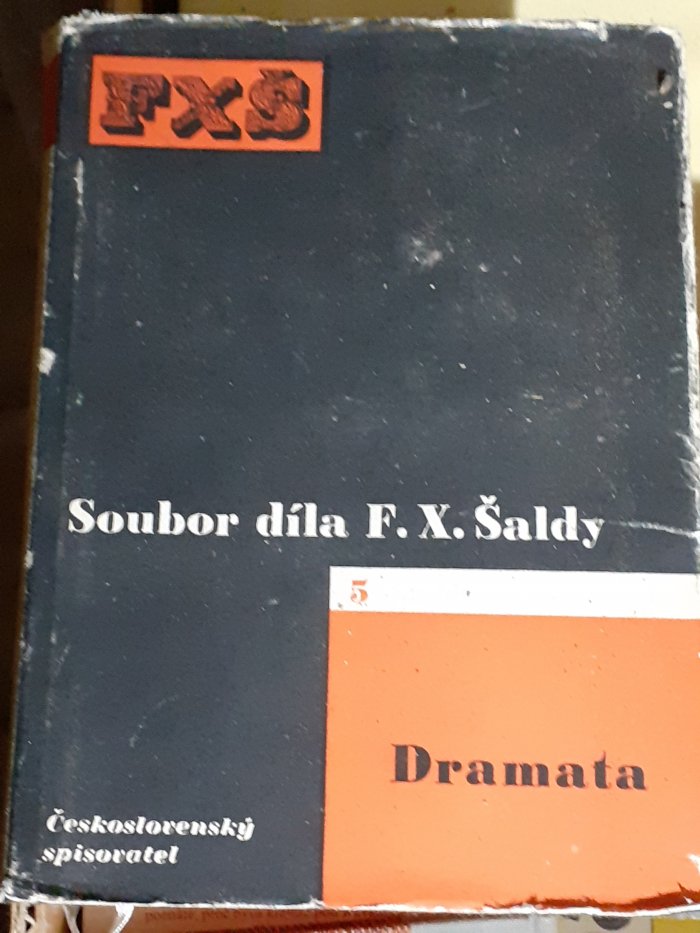 FXŠ
Soubor díla F. X. Šaldy
5
Dramata
Československý
spisovatel